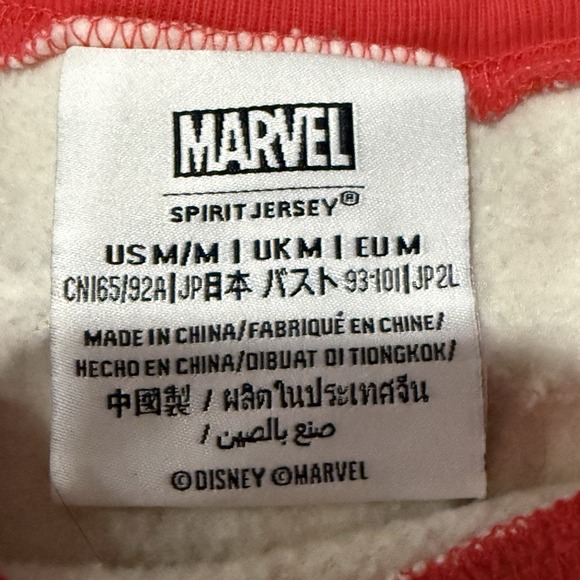 MARVEL
SPIRIT JERSEY®
US M/M | UK M | EU M
CN165/92A|JP日本 バスト 93-101|JP2L
MADE IN CHINA/FABRIQUÉ EN CHINE/
HECHO EN CHINA/DIBUAT DI TIONGKOK/
中國製 / ผลิตในประเทศจีน
/ صنع بالصين
©DISNEY ©MARVEL